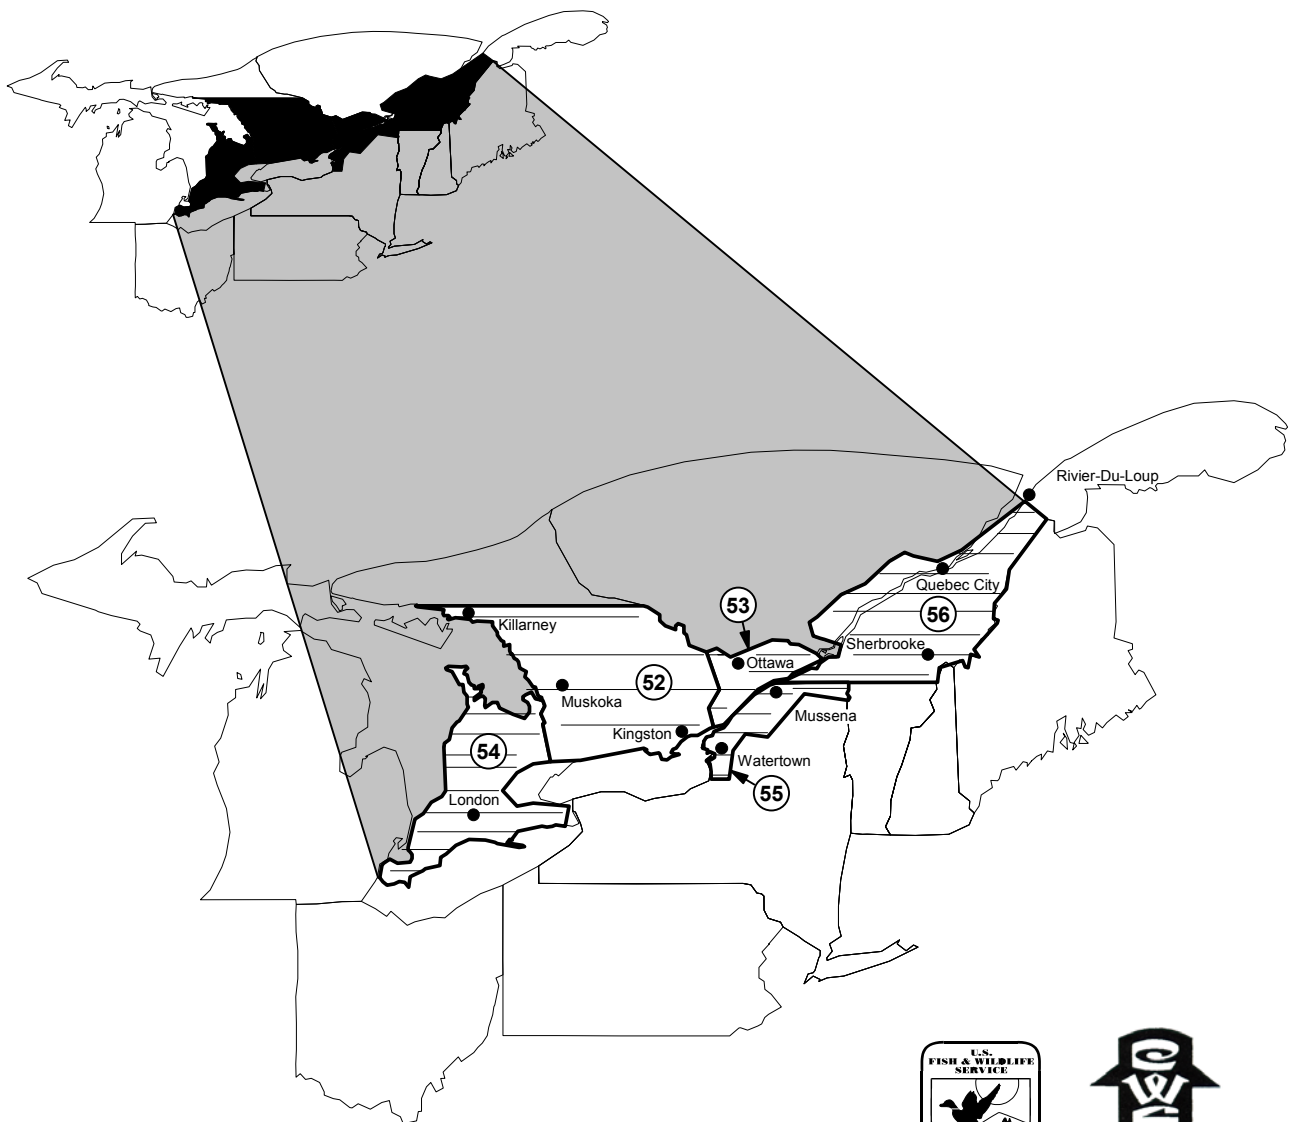 Rivier-Du-Loup
Quebec City
53
56
Killarney
Sherbrooke
Ottawa
52
Muskoka
Mussena
Kingston
54
Watertown
55
London
U.S.
FISH & WILDLIFE
SERVICE
CW